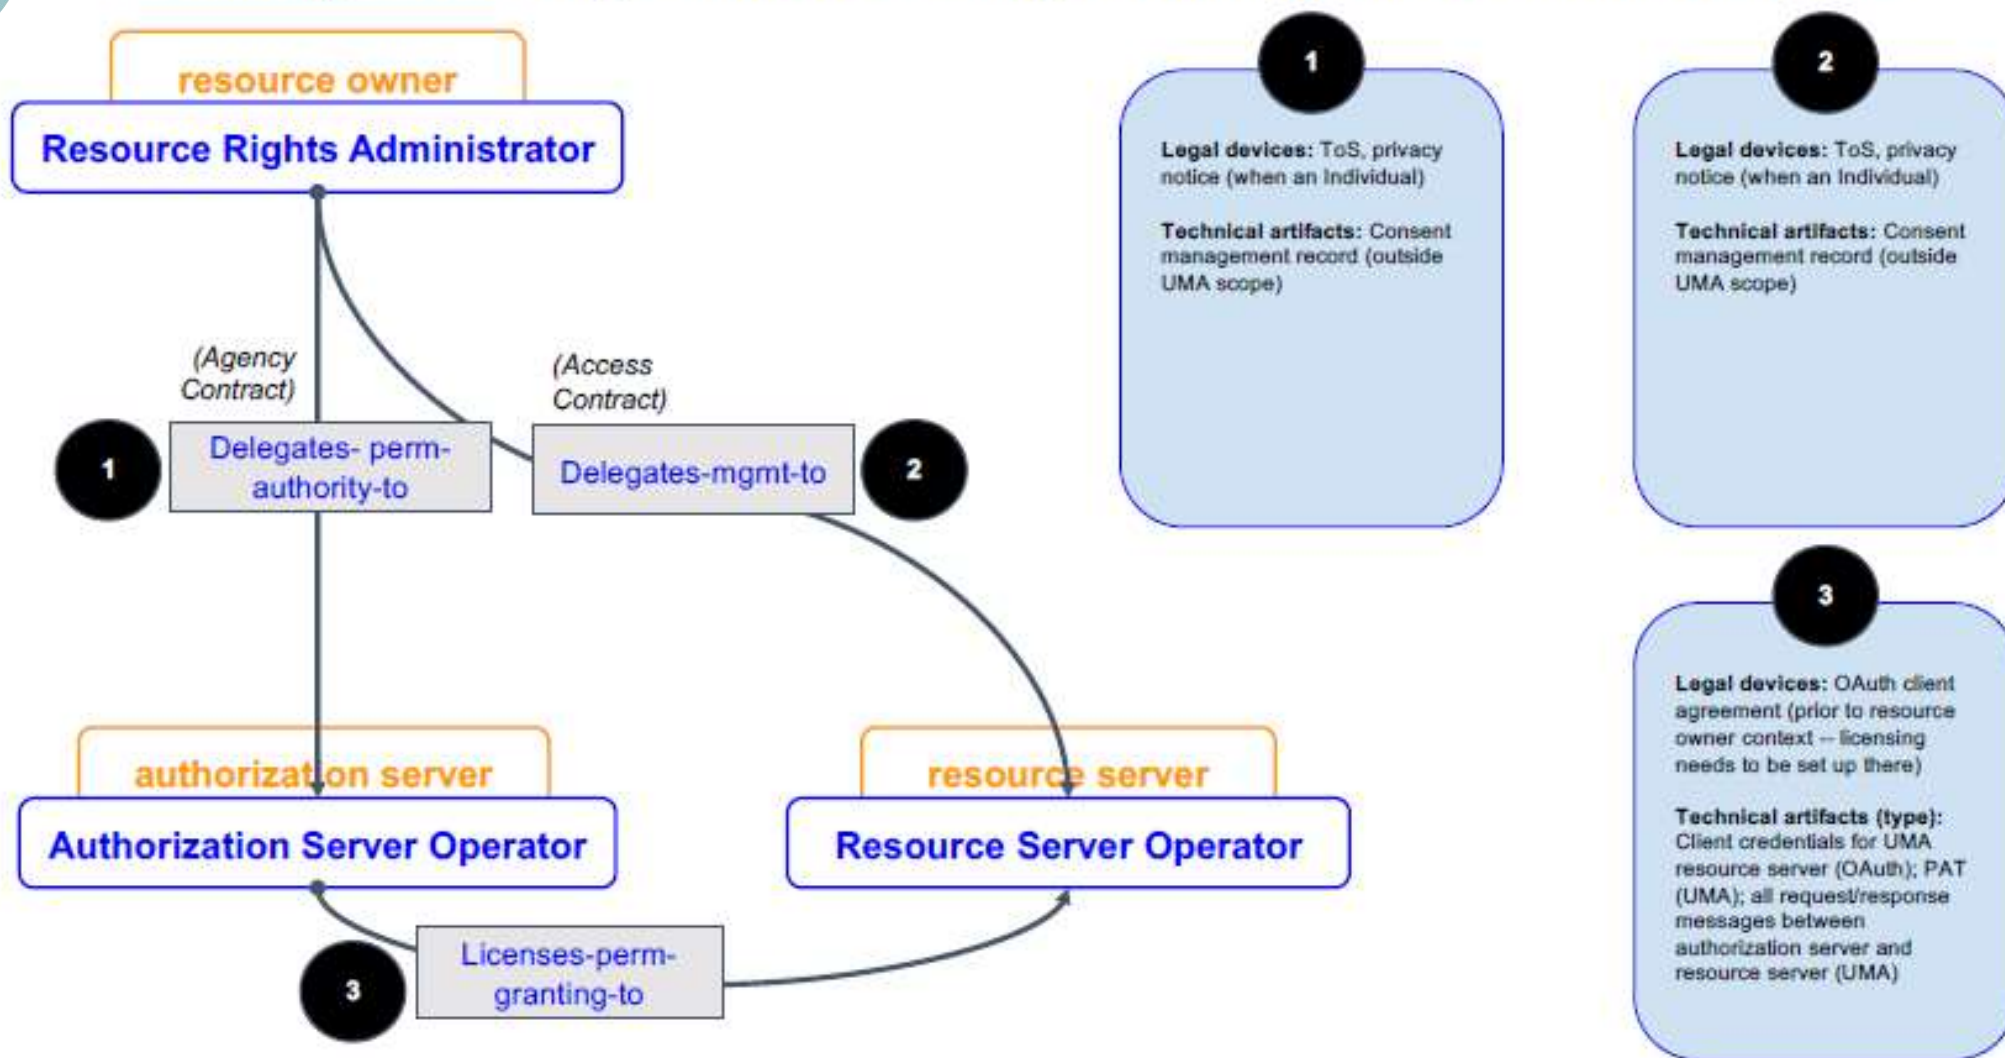 resource owner
Resource Rights Administrator
(Agency
Contract)
(Access
Contract)
1
Delegates- perm-
authority-to
Delegates-mgmt-to
2
authorization server
Authorization Server Operator
resource server
Resource Server Operator
3
Licenses-perm-
granting-to
1
Legal devices: ToS, privacy
notice (when an Individual)
Technical artifacts: Consent
management record (outside
UMA scope)
2
Legal devices: ToS, privacy
notice (when an Individual)
Technical artifacts: Consent
management record (outside
UMA scope)
3
Legal devices: OAuth client
agreement (prior to resource
owner context -- licensing
needs to be set up there)
Technical artifacts (type):
Client credentials for UMA
resource server (OAuth); PAT
(UMA); all request/response
messages between
authorization server and
resource server (UMA)